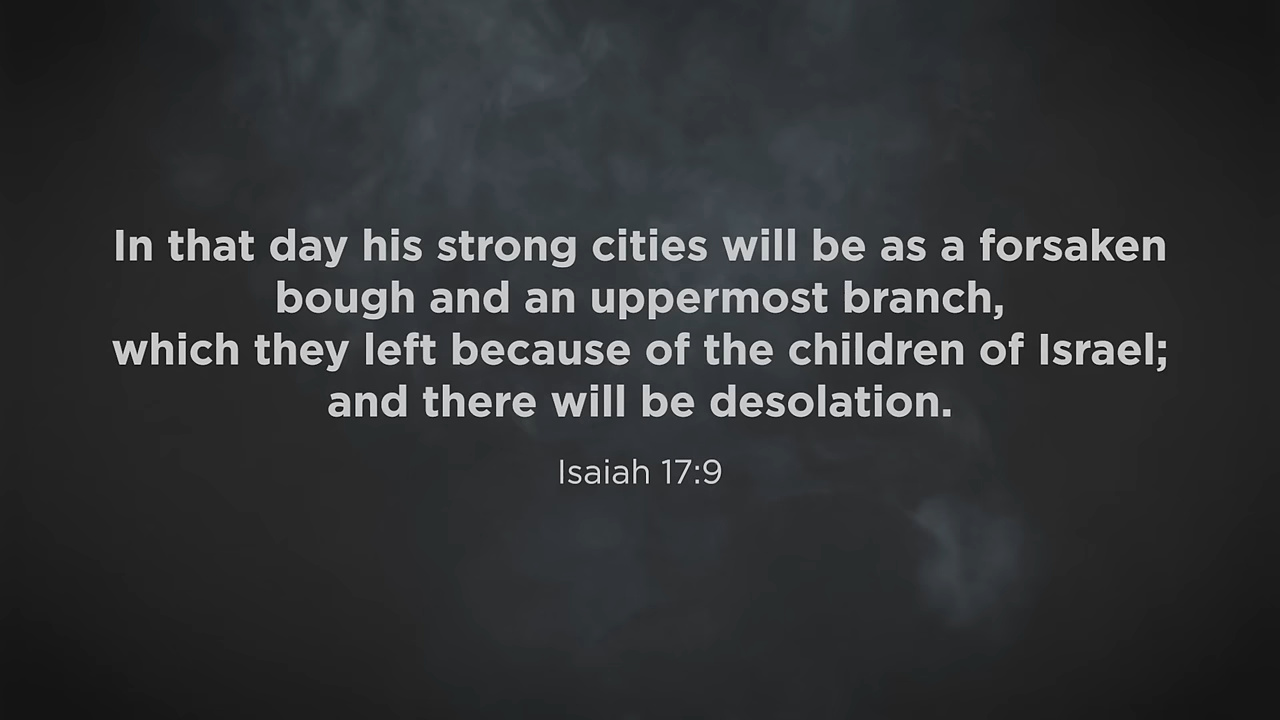 In that day his strong cities will be as a forsaken
bough and an uppermost branch,
which they left because of the children of Israel;
and there will be desolation.
Isaiah 17:9